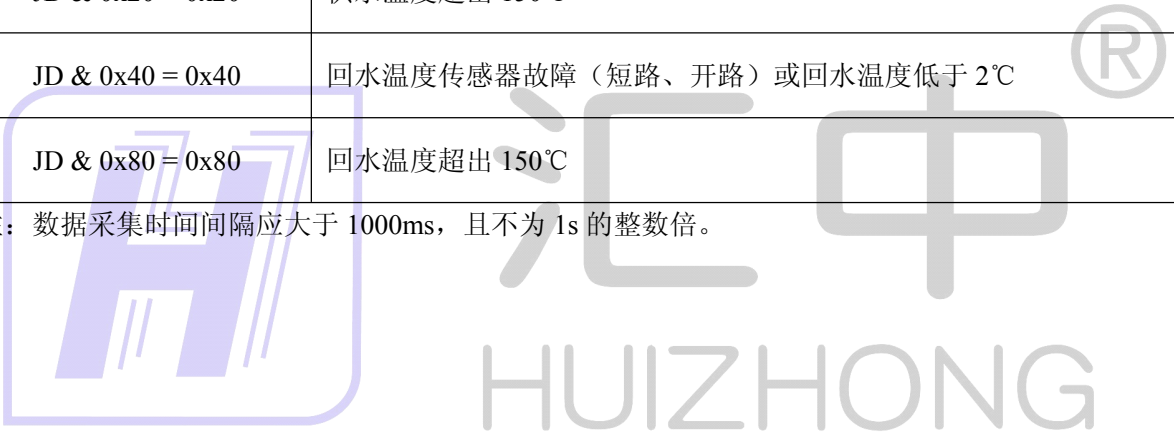 JD & 0x40 = 0x40 回水温度传感器故障（短路、开路）或回水温度低于 2℃
JD & 0x80 = 0x80 回水温度超出 150℃
：数据采集时间间隔应大于 1000ms，且不为 1s 的整数倍。
®
汇中
HUIZHONG